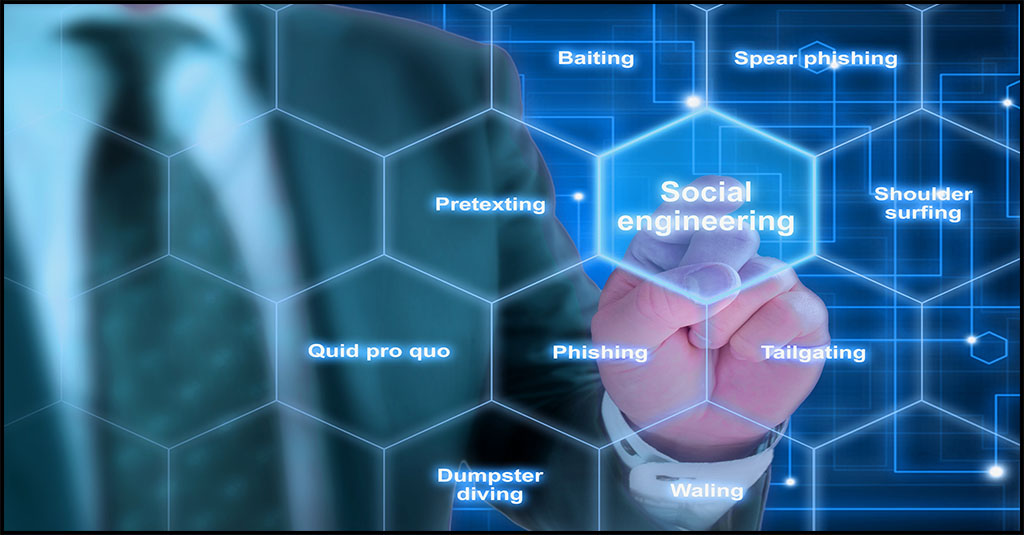 Baiting
Spear phishing
Social
engineering
Pretexting
Shoulder
surfing
Quid pro quo
Phishing
Tailgating
Dumpster
diving
Waling